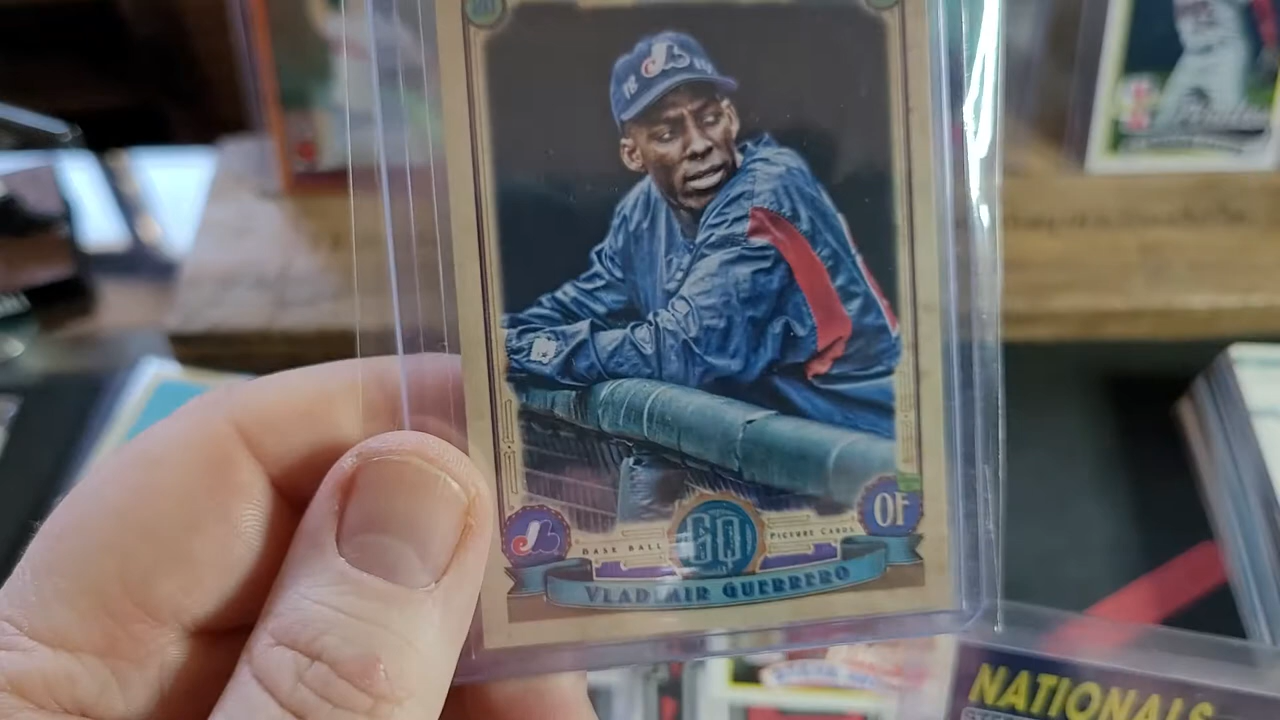 OF
BASE BALL
GQ
PICTURE CARDS
VLADIMIR GUERRERO
NATIONALS